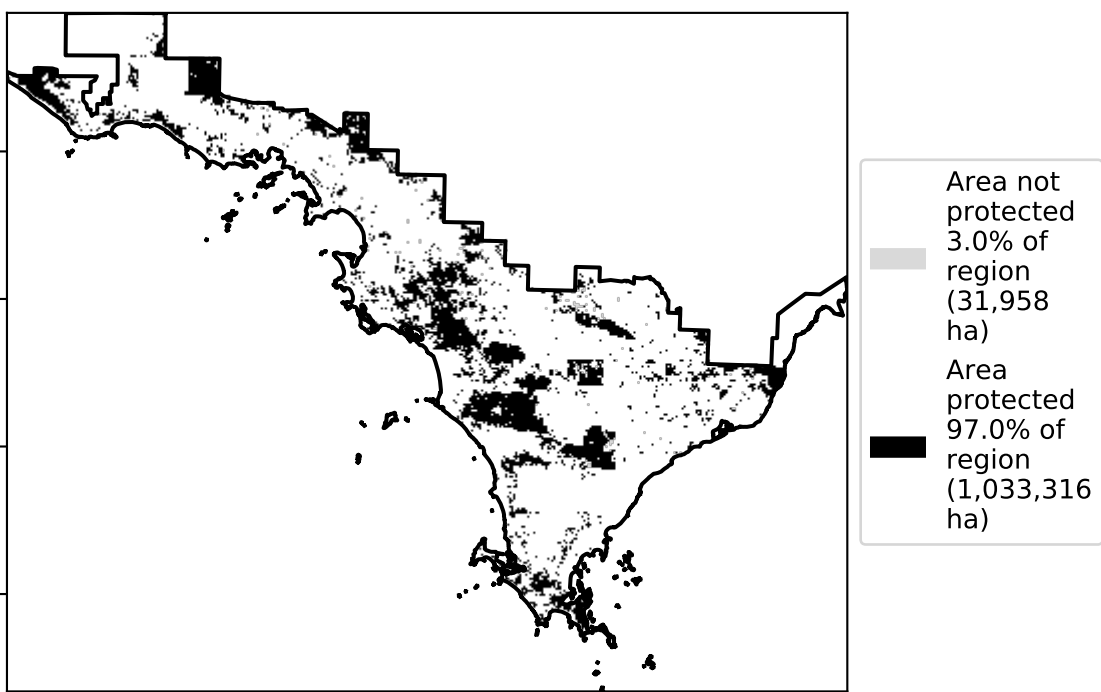 Area not
protected
3.0% of
region
(31,958
ha)
Area
protected
97.0% of
region
(1,033,316
ha)